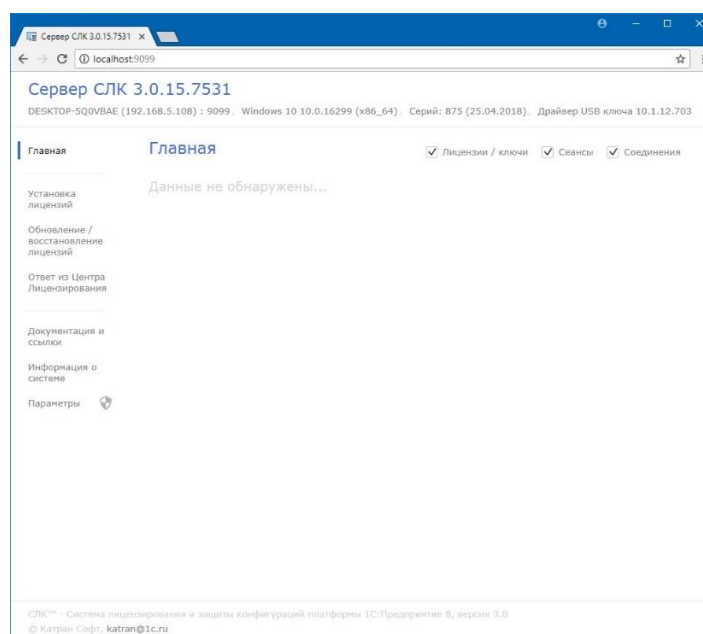 Сервер СЛК 3.0.15.7531
localhost:9099
Сервер СЛК 3.0.15.7531
DESKTOP-5Q0VBAE (192.168.5.108) : 9099, Windows 10 10.0.16299 (x86_64), Серий: 875 (25.04.2018), Драйвер USB ключа 10.1.12.703
Главная
Главная
Лицензии / ключи Сеансы Соединения
Данные не обнаружены...
Установка
лицензий
Обновление /
восстановление
лицензий
Ответ из Центра
Лицензирования
Документация и
ссылки
Информация о
системе
Параметры
СЛК™ - Система лицензирования и защиты конфигураций платформы 1С:Предприятие 8, версия 3.0
© Катран Софт, katran@1c.ru